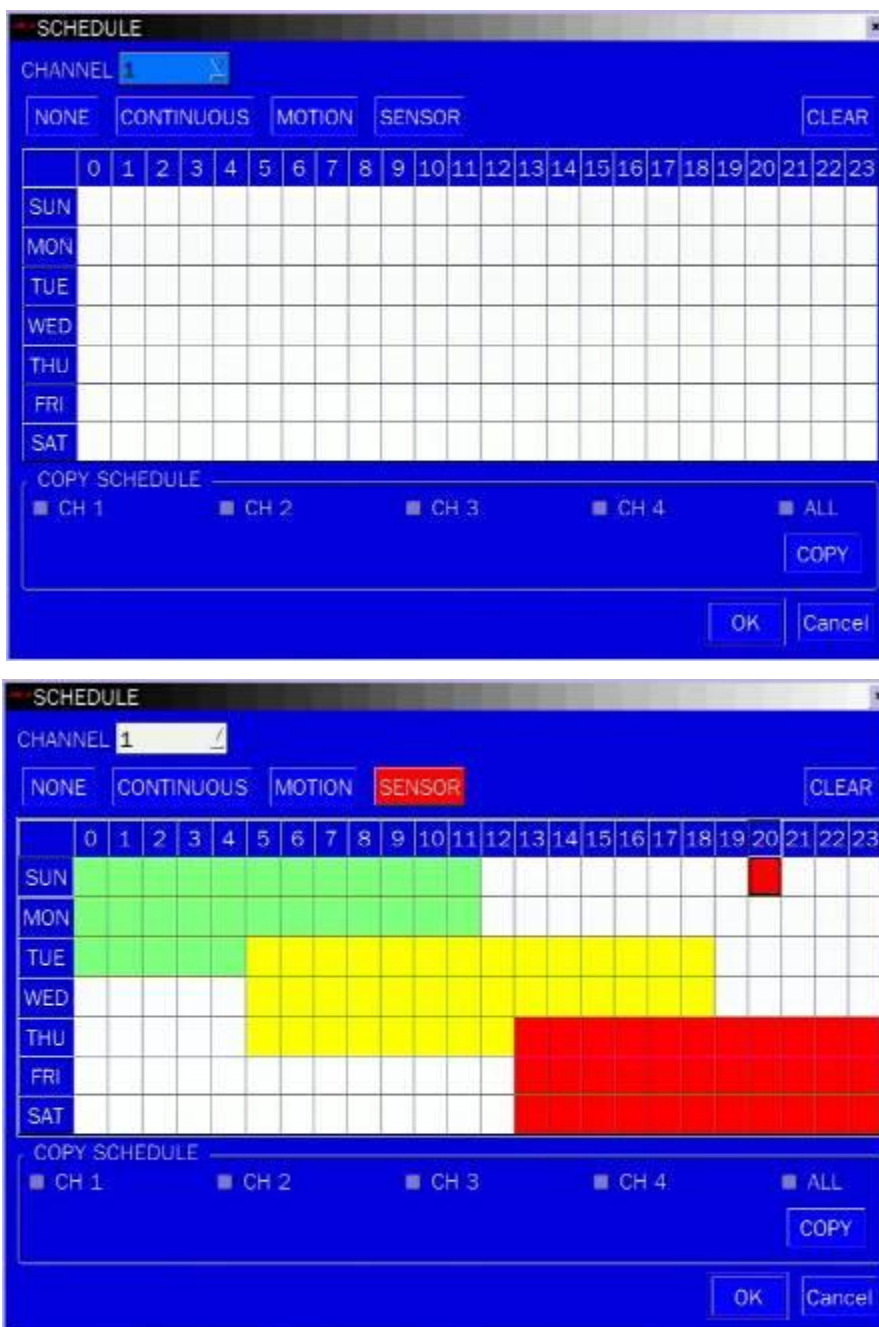 SCHEDULE
CHANNEL 1
NONE CONTINUOUS MOTION SENSOR CLEAR
0 1 2 3 4 5 6 7 8 9 10 11 12 13 14 15 16 17 18 19 20 21 22 23
SUN
MON
TUE
WED
THU
FRI
SAT
COPY SCHEDULE
CH 1 CH 2 CH 3 CH 4 ALL
COPY
OK Cancel
SCHEDULE
CHANNEL 1
NONE CONTINUOUS MOTION SENSOR CLEAR
0 1 2 3 4 5 6 7 8 9 10 11 12 13 14 15 16 17 18 19 20 21 22 23
SUN
MON
TUE
WED
THU
FRI
SAT
COPY SCHEDULE
CH 1 CH 2 CH 3 CH 4 ALL
COPY
OK Cancel